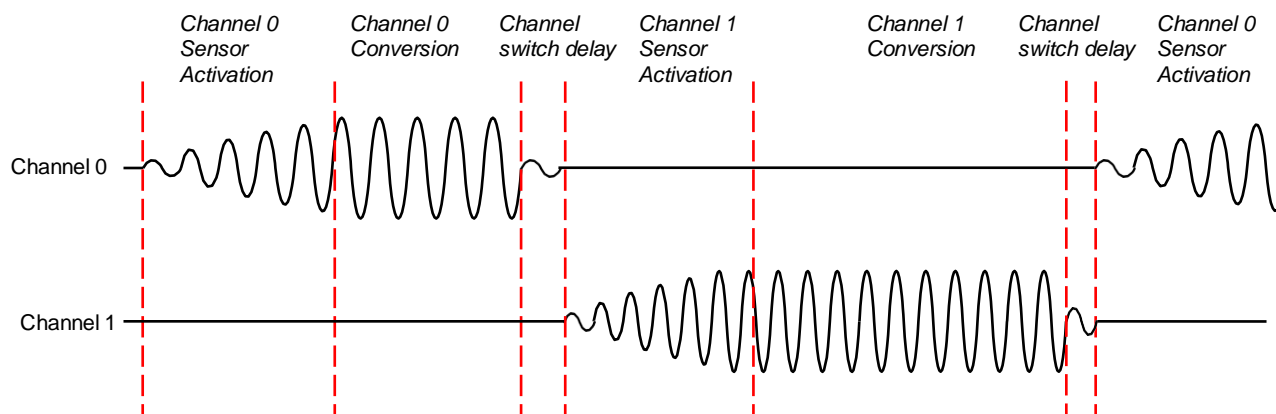 Channel 0
Sensor
Activation
Channel 0
Conversion
Channel
switch delay
Channel 1
Sensor
Activation
Channel 1
Conversion
Channel
switch delay
Channel 0
Sensor
Activation
Channel 0
Channel 1